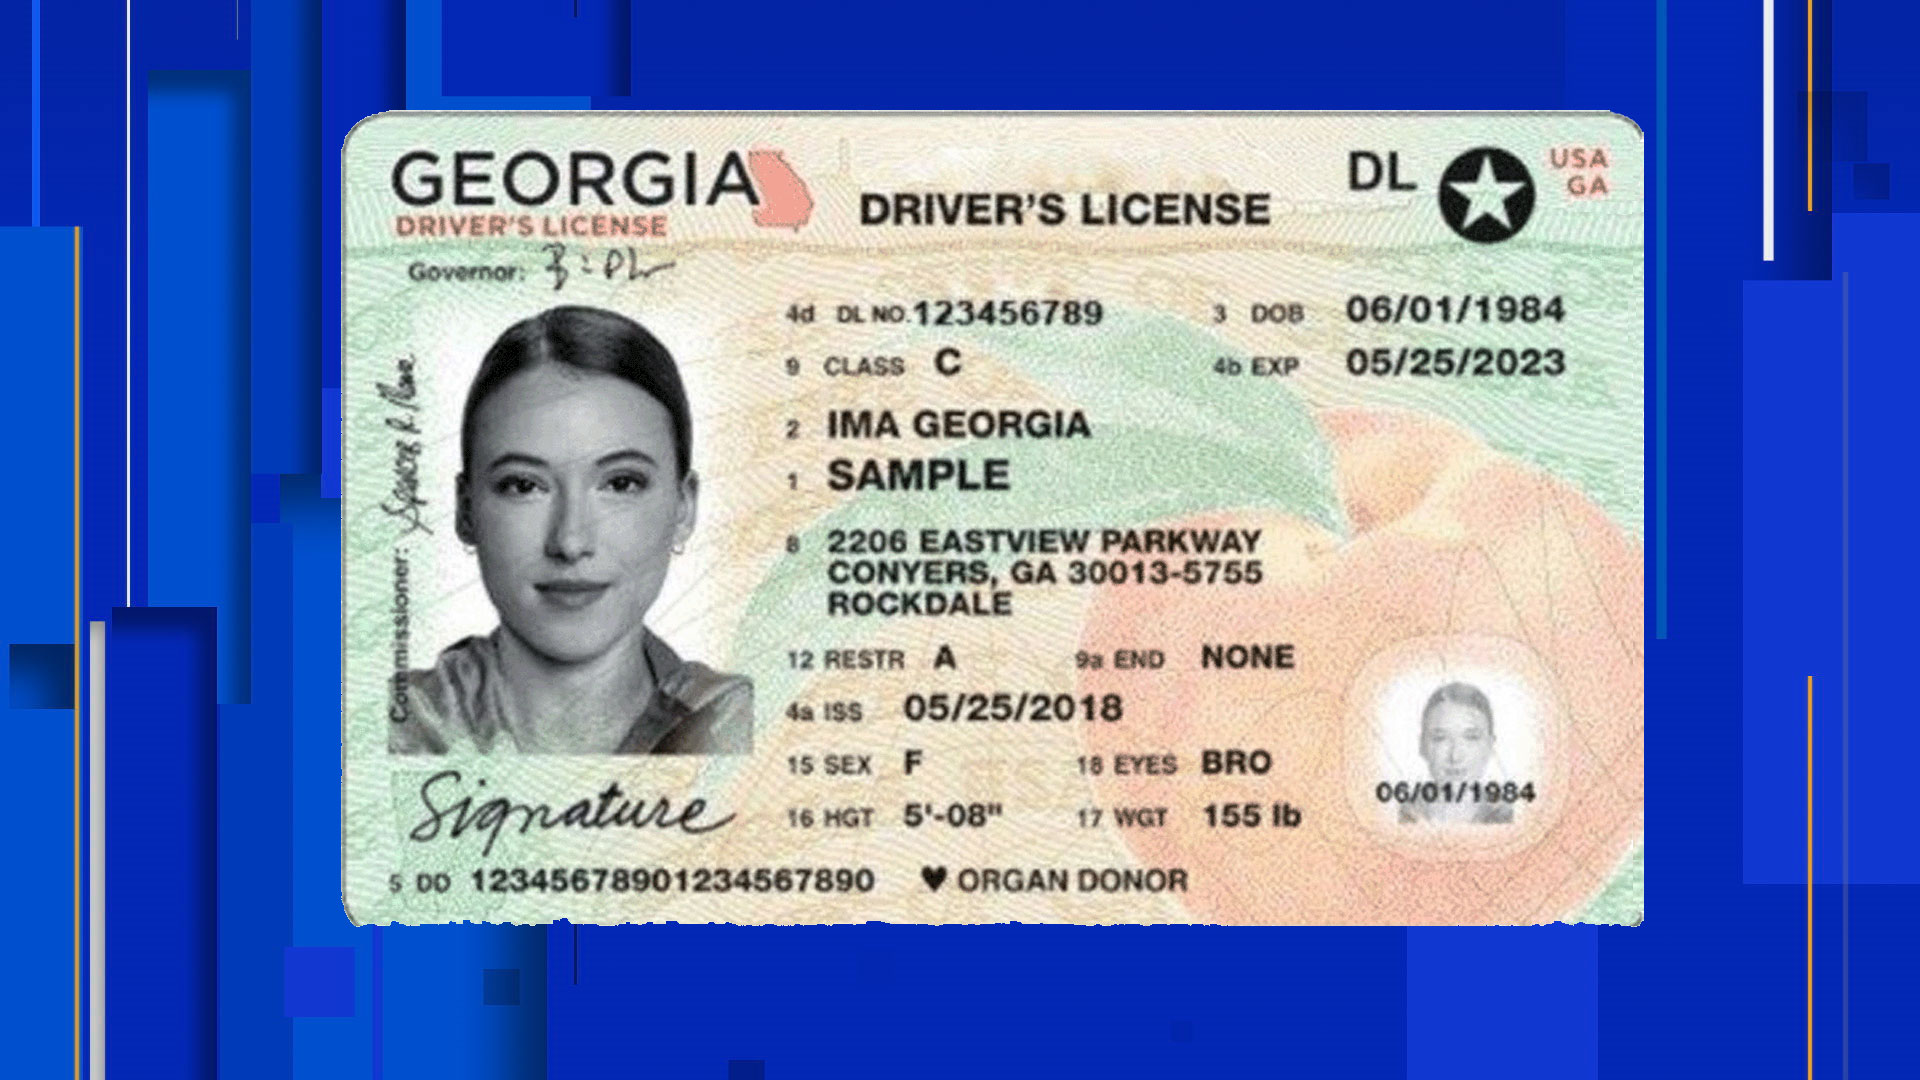 GEORGIA
DRIVER'S LICENSE
DRIVER'S LICENSE
DL
USA
GA
Governor:
Commissioner:
4d DL NO. 123456789
3 DOB 06/01/1984
9 CLASS C
4b EXP 05/25/2023
2 IMA GEORGIA
1 SAMPLE
8 2206 EASTVIEW PARKWAY
CONYERS, GA 30013-5755
ROCKDALE
12 RESTR A 9a END NONE
4a ISS 05/25/2018
15 SEX F 18 EYES BRO
16 HGT 5'-08" 17 WGT 155 lb
06/01/1984
Signature
5 DD 12345678901234567890 ♥ ORGAN DONOR